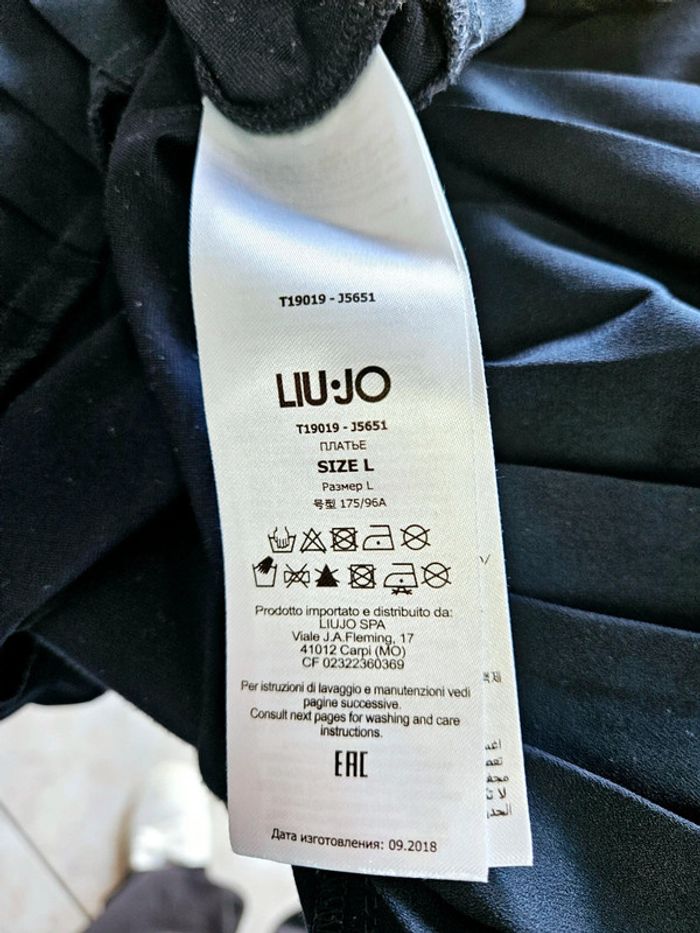 T19019 - J5651
LIU·JO
T19019 - J5651
ПЛАТЬЕ
SIZE L
Размер L
号型 175/96A
Prodotto importato e distribuito da:
LIUJO SPA
Viale J.A.Fleming, 17
41012 Carpi (MO)
CF 02322360369
Per istruzioni di lavaggio e manutenzioni vedi
pagine successive.
Consult next pages for washing and care
instructions.
EAC
Дата изготовления: 09.2018